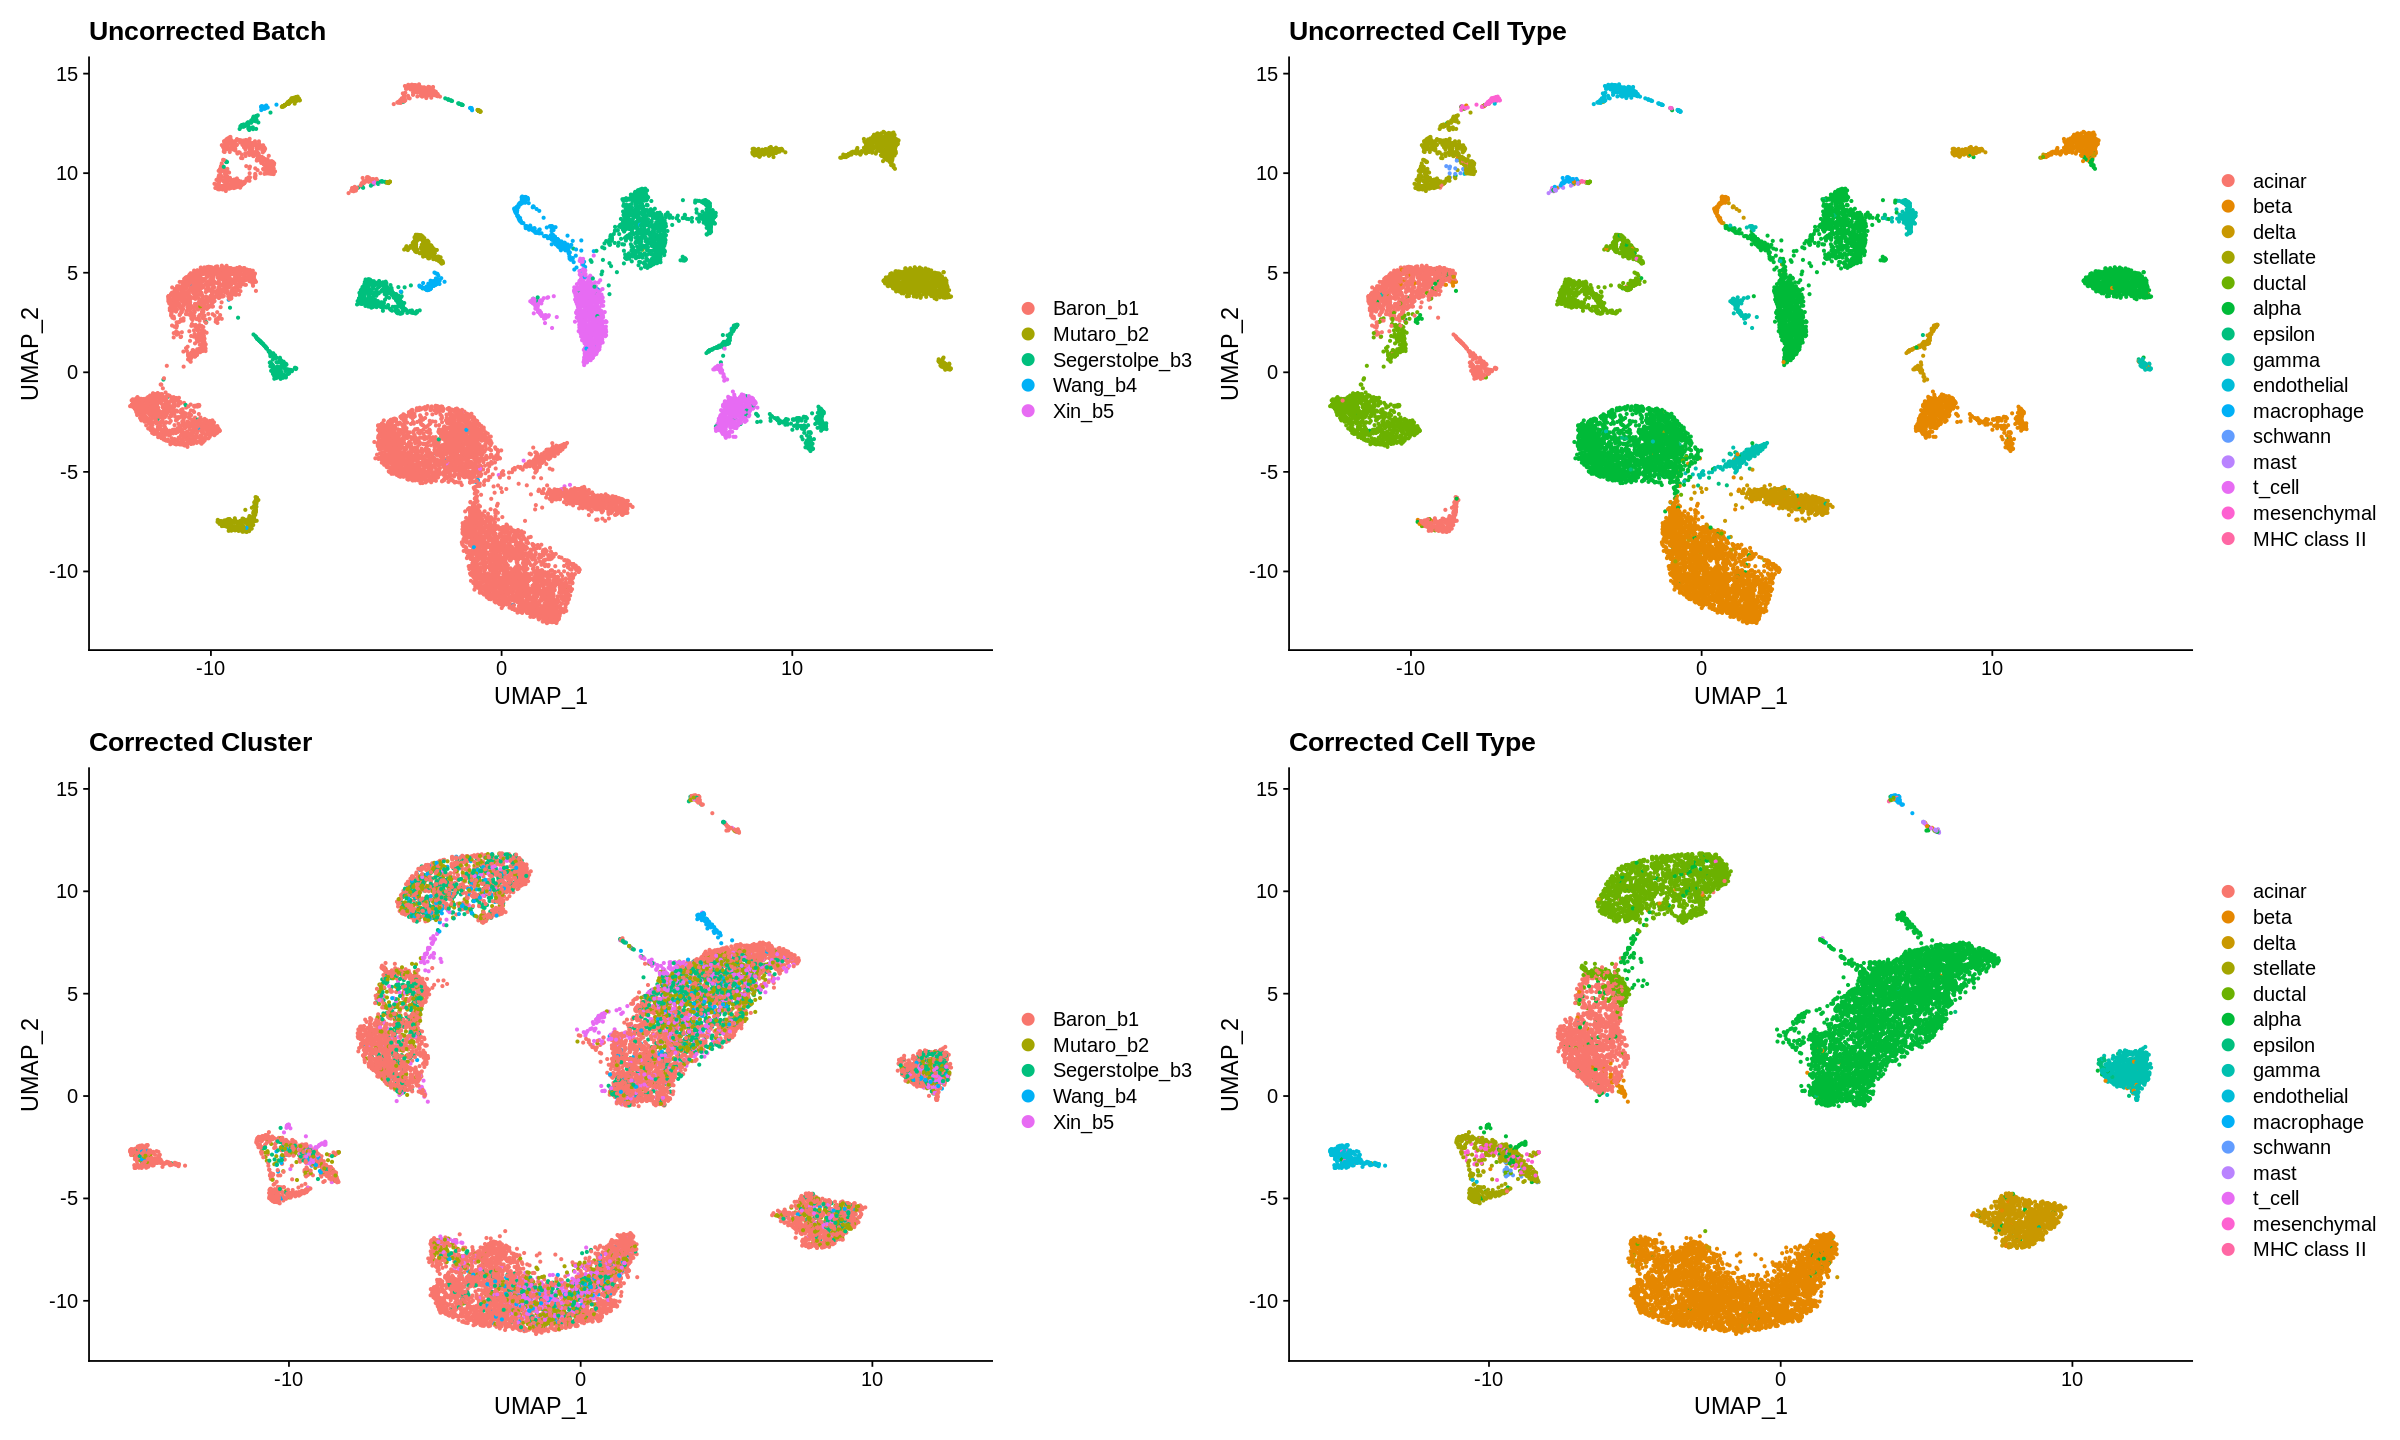 Uncorrected Batch
15
10
5
0
-5
-10
UMAP_2
-10
0
10
UMAP_1
Baron_b1
Mutaro_b2
Segerstolpe_b3
Wang_b4
Xin_b5
Uncorrected Cell Type
15
10
5
0
-5
-10
UMAP_2
-10
0
10
UMAP_1
acinar
beta
delta
stellate
ductal
alpha
epsilon
gamma
endothelial
macrophage
schwann
mast
t_cell
mesenchymal
MHC class II
Corrected Cluster
15
10
5
0
-5
-10
UMAP_2
-10
0
10
UMAP_1
Baron_b1
Mutaro_b2
Segerstolpe_b3
Wang_b4
Xin_b5
Corrected Cell Type
15
10
5
0
-5
-10
UMAP_2
-10
0
10
UMAP_1
acinar
beta
delta
stellate
ductal
alpha
epsilon
gamma
endothelial
macrophage
schwann
mast
t_cell
mesenchymal
MHC class II